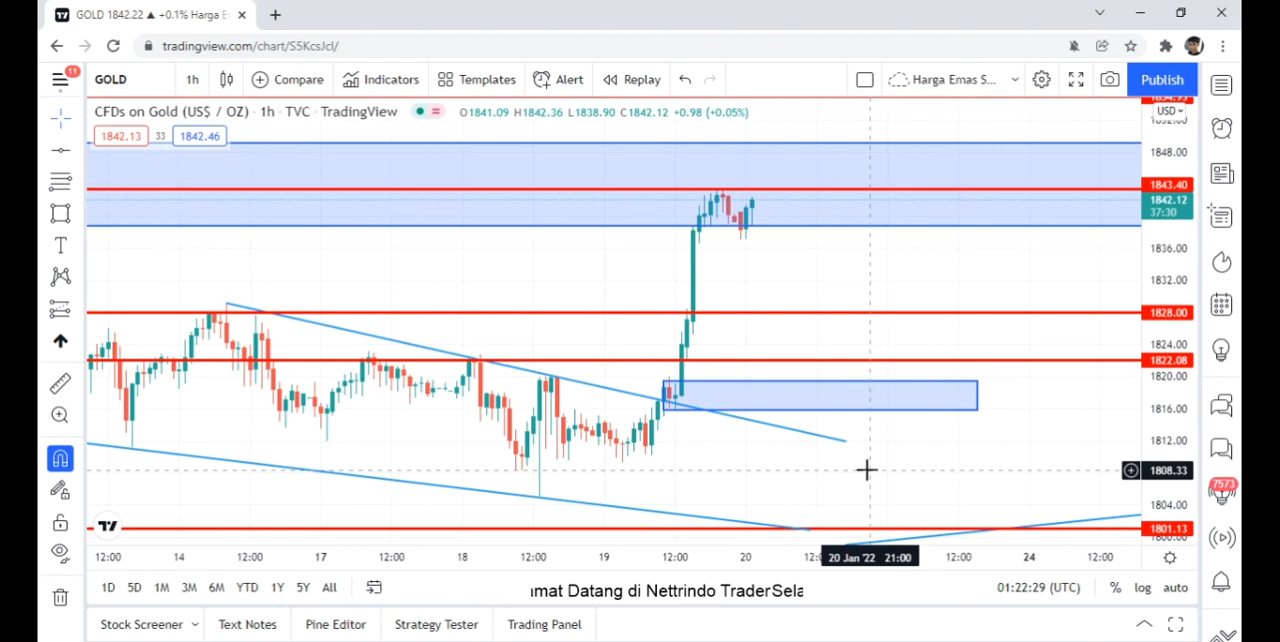 GOLD 1842.22 ▲ +0.1% Harga E
tradingview.com/chart/S5KcsJcl/
11
GOLD
1h
Compare
Indicators
Templates
Alert
Replay
Harga Emas S...
Publish
CFDs on Gold (US$ / OZ) · 1h · TVC · TradingView
O1841.09 H1842.36 L1838.90 C1842.12 +0.98 (+0.05%)
USD
1842.13
33
1842.46
1848.00
1843.40
1842.12
37:30
1836.00
1832.00
1828.00
1824.00
1822.08
1820.00
1816.00
1812.00
1808.33
1804.00
1801.13
7573
12:00
14
12:00
17
12:00
18
12:00
19
12:00
20
20 Jan '22 21:00
12:00
24
12:00
1D
5D
1M
3M
6M
YTD
1Y
5Y
All
mat Datang di Nettrindo TraderSela
01:22:29 (UTC)
%
log
auto
Stock Screener
Text Notes
Pine Editor
Strategy Tester
Trading Panel